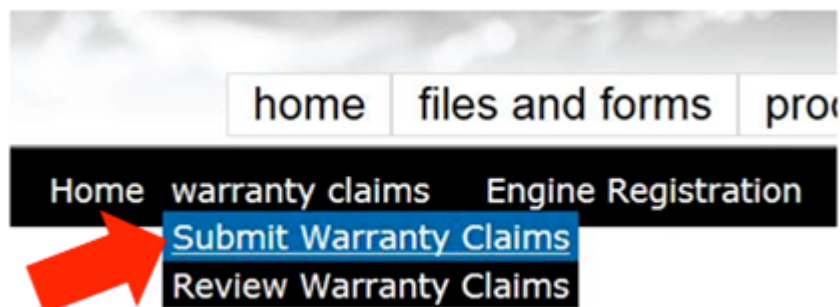 home files and forms
Home warranty claims Engine Registration
Submit Warranty Claims
Review Warranty Claims